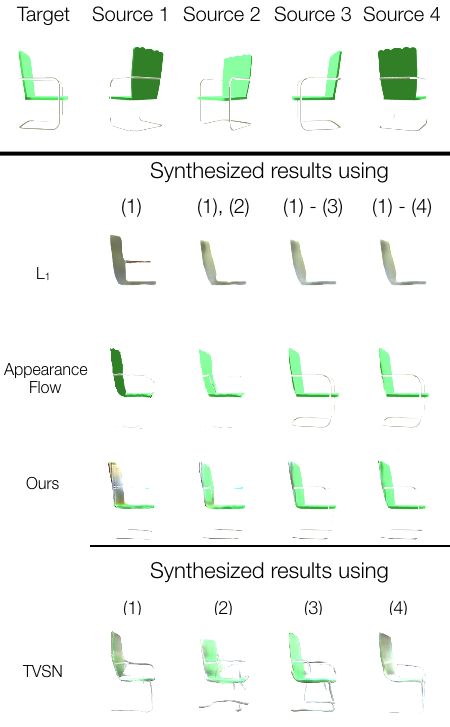 Target Source 1 Source 2 Source 3 Source 4
Synthesized results using
(1) (1), (2) (1) - (3) (1) - (4)
L₁
Appearance
Flow
Ours
Synthesized results using
(1) (2) (3) (4)
TVSN